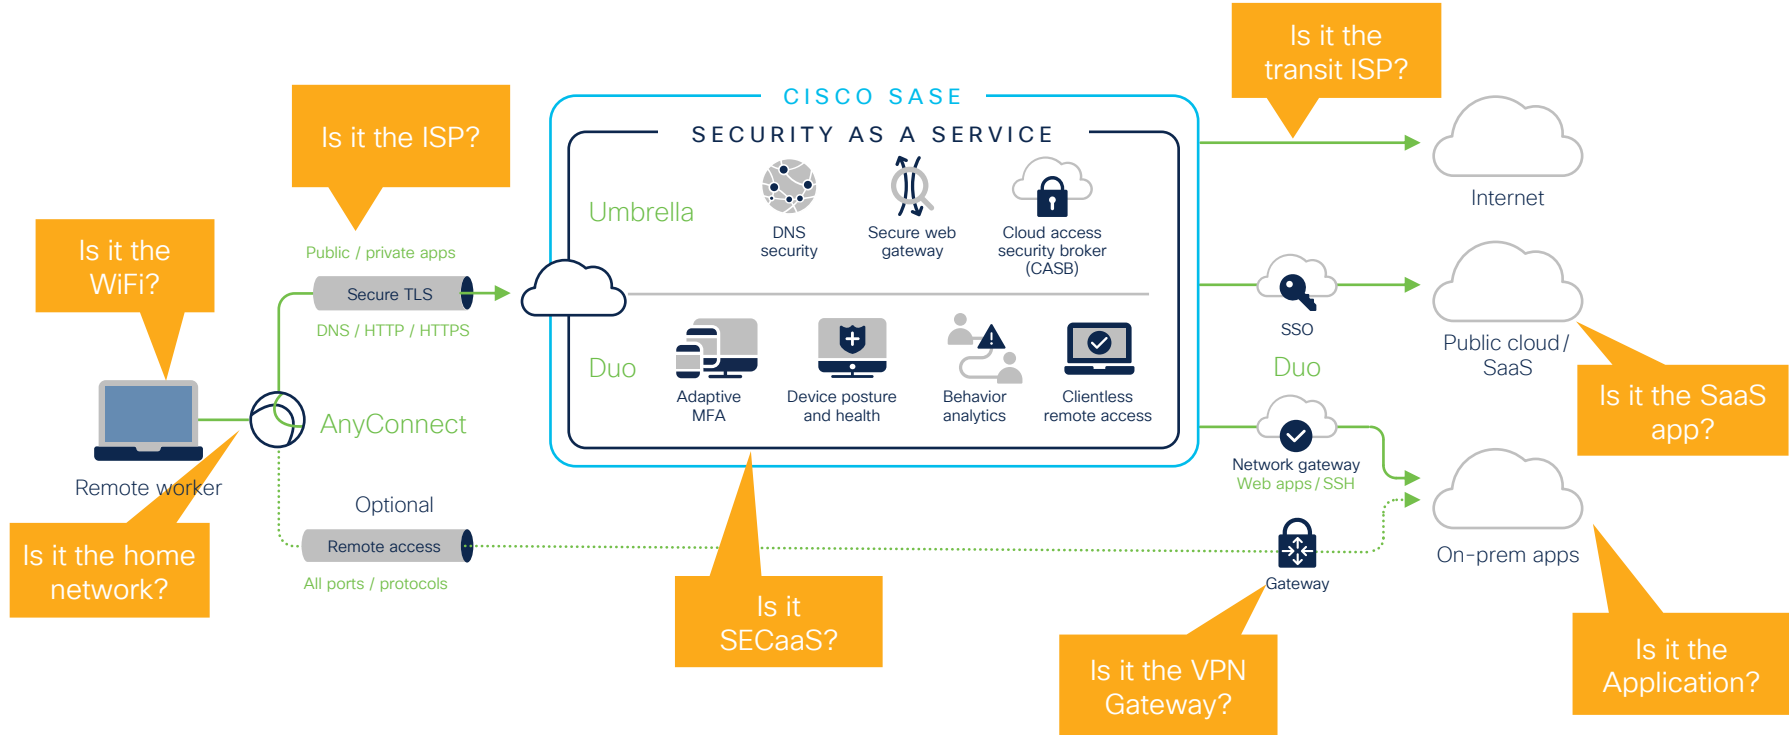 Is it the
transit ISP?
Is it the ISP?
CISCO SASE
SECURITY AS A SERVICE
Umbrella
DNS
security
Secure web
gateway
Cloud access
security broker
(CASB)
Internet
Is it the
WiFi?
Public / private apps
Secure TLS
DNS / HTTP / HTTPS
SSO
Public cloud /
SaaS
Duo
Duo
Adaptive
MFA
Device posture
and health
Behavior
analytics
Clientless
remote access
Is it the SaaS
app?
AnyConnect
Remote worker
Network gateway
Web apps / SSH
Optional
Remote access
All ports / protocols
Is it the home
network?
On-prem apps
Gateway
Is it
SECaaS?
Is it the VPN
Gateway?
Is it the
Application?